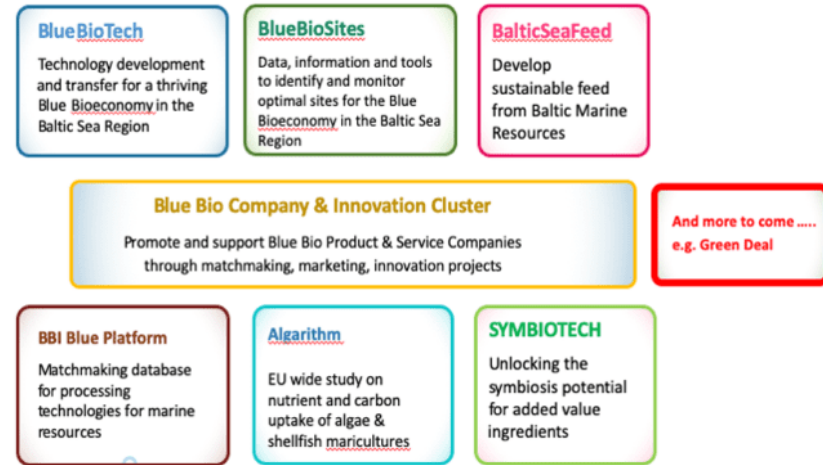 BlueBioTech
Technology development
and transfer for a thriving
Blue Bioeconomy in the
Baltic Sea Region
BlueBioSites
Data, information and tools
to identify and monitor
optimal sites for the Blue
Bioeconomy in the Baltic Sea
Region
BalticSeaFeed
Develop
sustainable feed
from Baltic Marine
Resources
Blue Bio Company & Innovation Cluster
Promote and support Blue Bio Product & Service Companies
through matchmaking, marketing, innovation projects
And more to come .....
e.g. Green Deal
BBI Blue Platform
Matchmaking database
for processing
technologies for marine
resources
Algarithm
EU wide study on
nutrient and carbon
uptake of algae &
shellfish maricultures
SYMBIOTECH
Unlocking the
symbiosis potential
for added value
ingredients